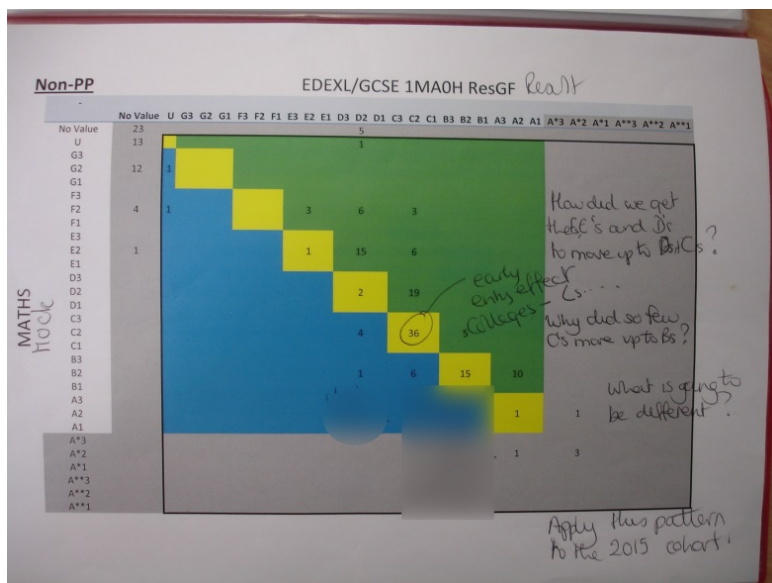 Non-PP
EDEXL/GCSE 1MA0H ResGF Result
-
No Value U G3 G2 G1 F3 F2 F1 E3 E2 E1 D3 D2 D1 C3 C2 C1 B3 B2 B1 A3 A2 A1 A*3 A*2 A*1 A**3 A**2 A**1
No Value 23 5
U 13 1
G3
G2 12 1
G1
F3
F2 4 1 3 6 3
F1
E3
E2 1 1 15 6
E1
D3
D2 2 19
D1
C3
C2 4 36
C1
B3
B2 1 6 15 10
B1
A3
A2 1 1
A1
A*3
A*2 1 3
A*1
A**3
A**2
A**1
MATHS
Mock
early
entry effect
Colleges - Cs....
How did we get
the C's and D's
to move up to Cs?
Why did so few
Cs move up to Bs?
What is going to
be different?
Apply this pattern
to the 2015 cohort.